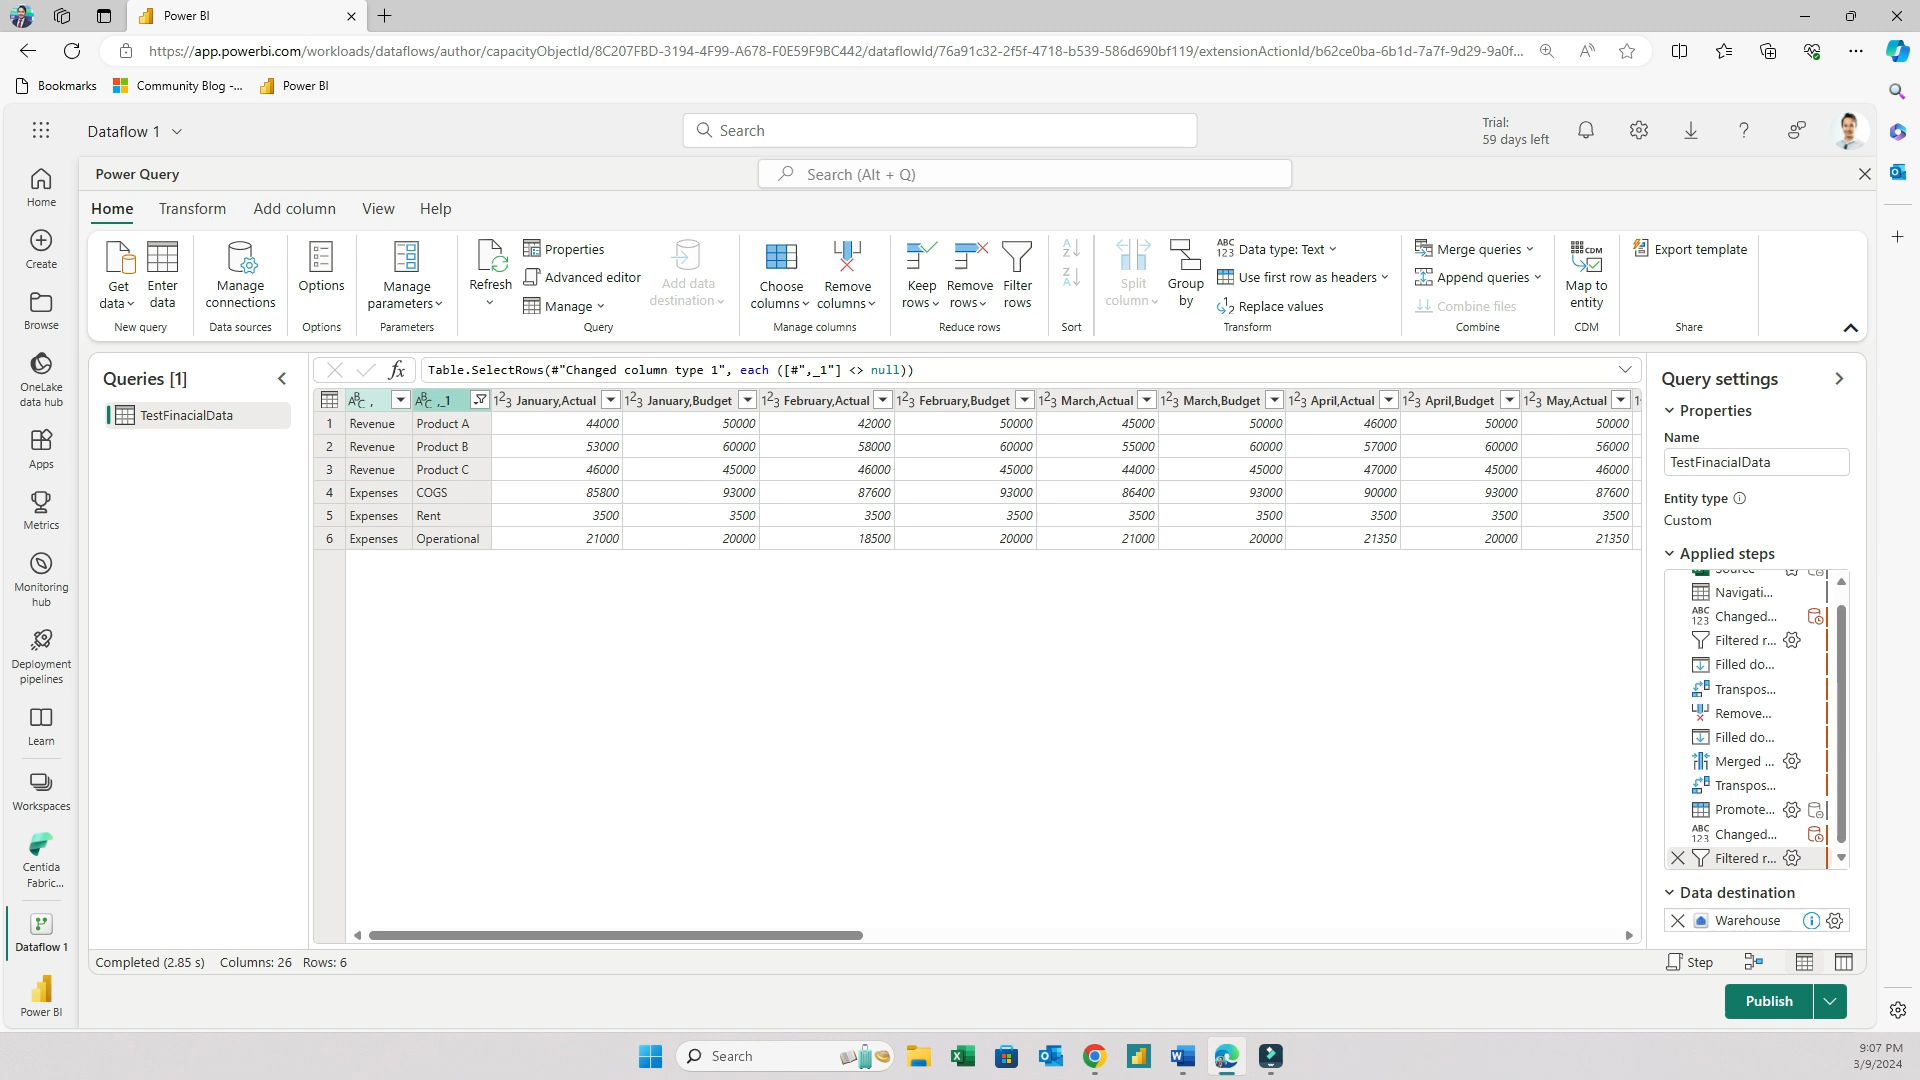 Power BI
https://app.powerbi.com/workloads/dataflows/author/capacityObjectId/8C207FBD-3194-4F99-A678-F0E59F9BC442/dataflowId/76a91c32-2f5f-4718-b539-586d690bf119/extensionActionId/b62ce0ba-6b1d-7a7f-9d29-9a0f...
Bookmarks Community Blog -... Power BI
Dataflow 1 Search Trial: 59 days left
Power Query Search (Alt + Q)
Home Transform Add column View Help
Get data Enter data
New query
Manage connections
Data sources
Options
Options
Manage parameters
Parameters
Refresh Properties
Advanced editor
Manage
Add data destination
Query
Choose columns Remove columns
Manage columns
Keep rows Remove rows Filter rows
Reduce rows
Sort
Split column Group by
Data type: Text
Use first row as headers
Replace values
Transform
Merge queries
Append queries
Combine files
Combine
Map to entity
CDM
Export template
Share
Home
Create
Browse
OneLake data hub
Apps
Metrics
Monitoring hub
Deployment pipelines
Learn
Workspaces
Centida Fabric...
Dataflow 1
Power BI
Queries [1]
TestFinacialData
Table.SelectRows(#"Changed column type 1", each ([#",_1"] <> null))
, ,_1 January,Actual January,Budget February,Actual February,Budget March,Actual March,Budget April,Actual April,Budget May,Actual
1 Revenue Product A 44000 50000 42000 50000 45000 50000 46000 50000 50000
2 Revenue Product B 53000 60000 58000 60000 55000 60000 57000 60000 56000
3 Revenue Product C 46000 45000 46000 45000 44000 45000 47000 45000 46000
4 Expenses COGS 85800 93000 87600 93000 86400 93000 90000 93000 87600
5 Expenses Rent 3500 3500 3500 3500 3500 3500 3500 3500 3500
6 Expenses Operational 21000 20000 18500 20000 21000 20000 21350 20000 21350
Query settings
Properties
Name
TestFinacialData
Entity type
Custom
Applied steps
Source
Navigati...
Changed...
Filtered r...
Filled do...
Transpos...
Remove...
Filled do...
Merged ...
Transpos...
Promote...
Changed...
Filtered r...
Data destination
Warehouse
Completed (2.85 s) Columns: 26 Rows: 6
Step
Publish
Search
9:07 PM
3/9/2024